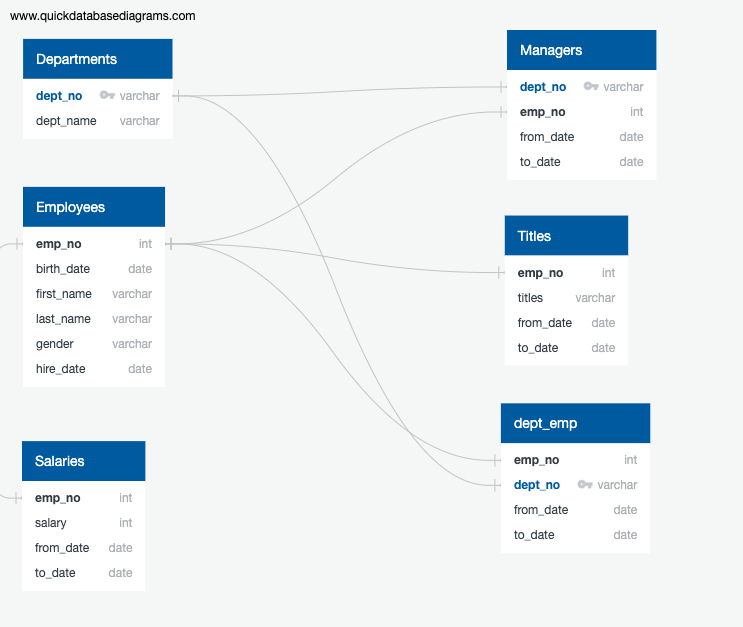 www.quickdatabasediagrams.com
Departments
dept_no varchar
dept_name varchar
Employees
emp_no int
birth_date date
first_name varchar
last_name varchar
gender varchar
hire_date date
Salaries
emp_no int
salary int
from_date date
to_date date
Managers
dept_no varchar
emp_no int
from_date date
to_date date
Titles
emp_no int
titles varchar
from_date date
to_date date
dept_emp
emp_no int
dept_no varchar
from_date date
to_date date